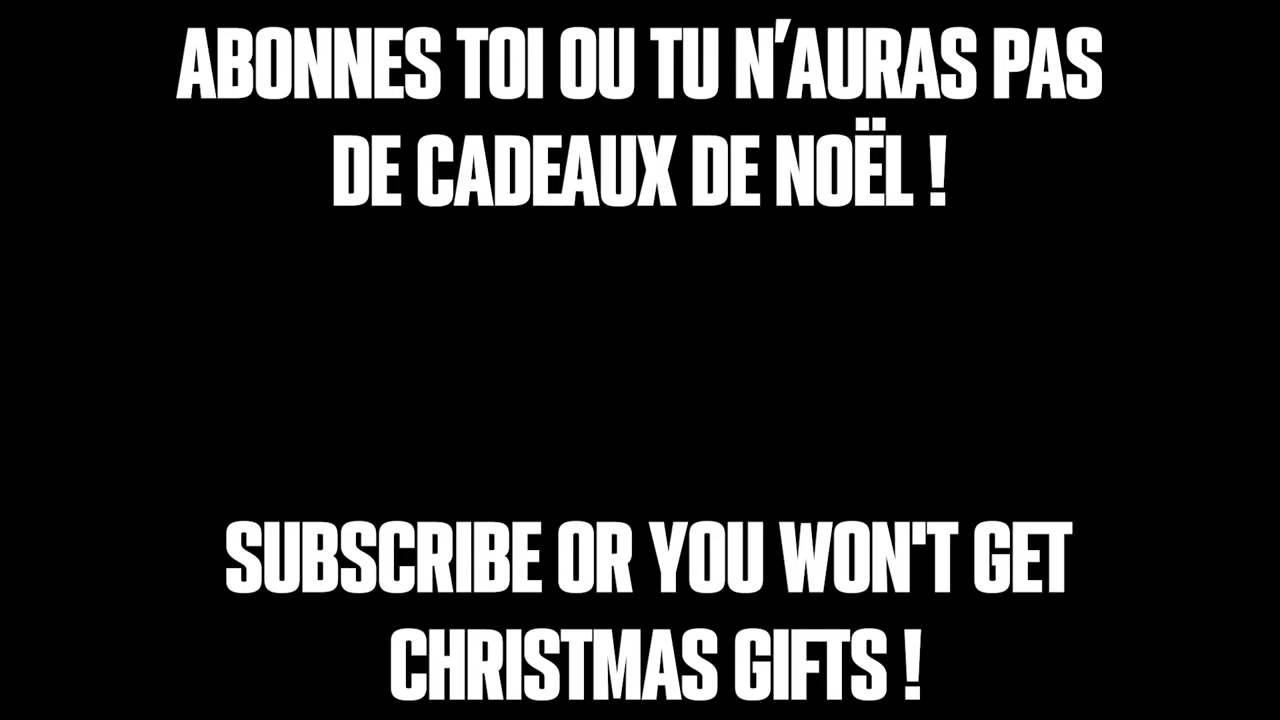 ABONNES TOI OU TU N'AURAS PAS
DE CADEAUX DE NOËL !
SUBSCRIBE OR YOU WON'T GET
CHRISTMAS GIFTS !